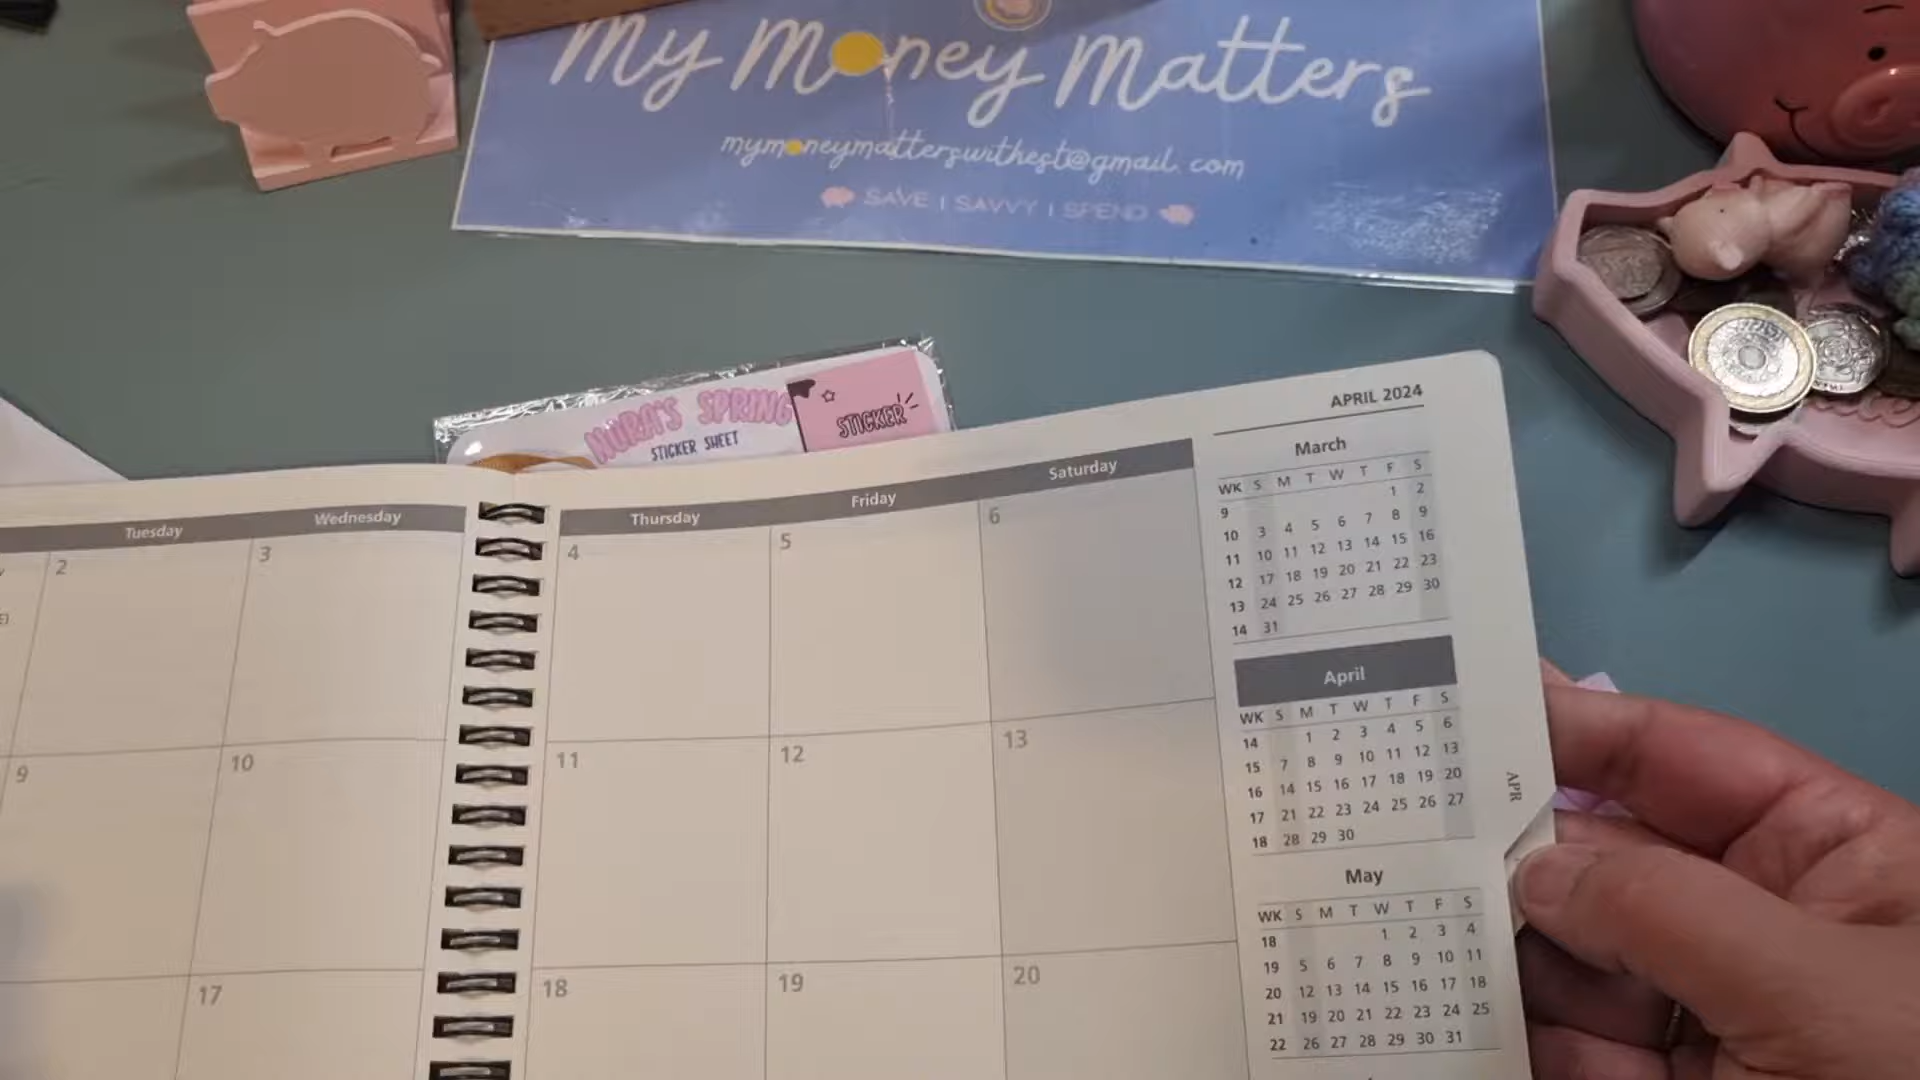 My Money Matters
mymoneymatterswithest@gmail.com
SAVE | SAVVY | SPEND
NURA'S SPRING
STICKER SHEET
STICKER
APRIL 2024
Tuesday Wednesday Thursday Friday Saturday
2 3 4 5 6
9 10 11 12 13
17 18 19 20
March
WK S M T W T F S
9 1 2
10 3 4 5 6 7 8 9
11 10 11 12 13 14 15 16
12 17 18 19 20 21 22 23
13 24 25 26 27 28 29 30
14 31
April
WK S M T W T F S
14 1 2 3 4 5 6
15 7 8 9 10 11 12 13
16 14 15 16 17 18 19 20
17 21 22 23 24 25 26 27
18 28 29 30
APR
May
WK S M T W T F S
18 1 2 3 4
19 5 6 7 8 9 10 11
20 12 13 14 15 16 17 18
21 19 20 21 22 23 24 25
22 26 27 28 29 30 31